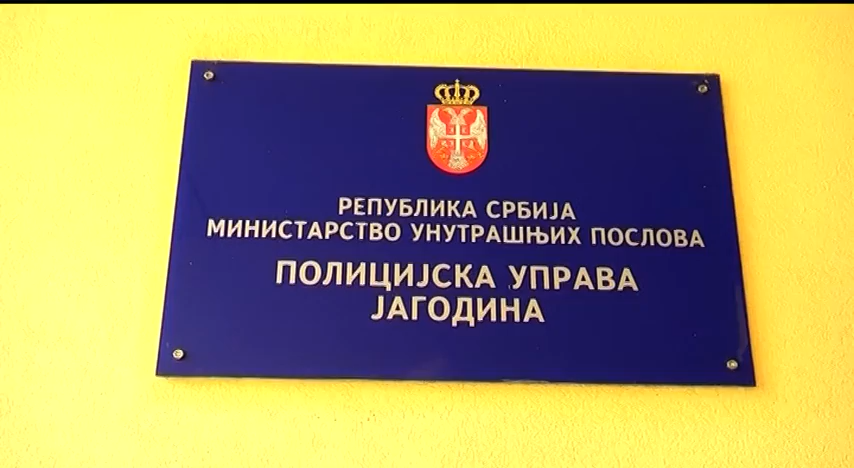 РЕПУБЛИКА СРБИЈА
МИНИСТАРСТВО УНУТРАШЊИХ ПОСЛОВА
ПОЛИЦИЈСКА УПРАВА
ЈАГОДИНА